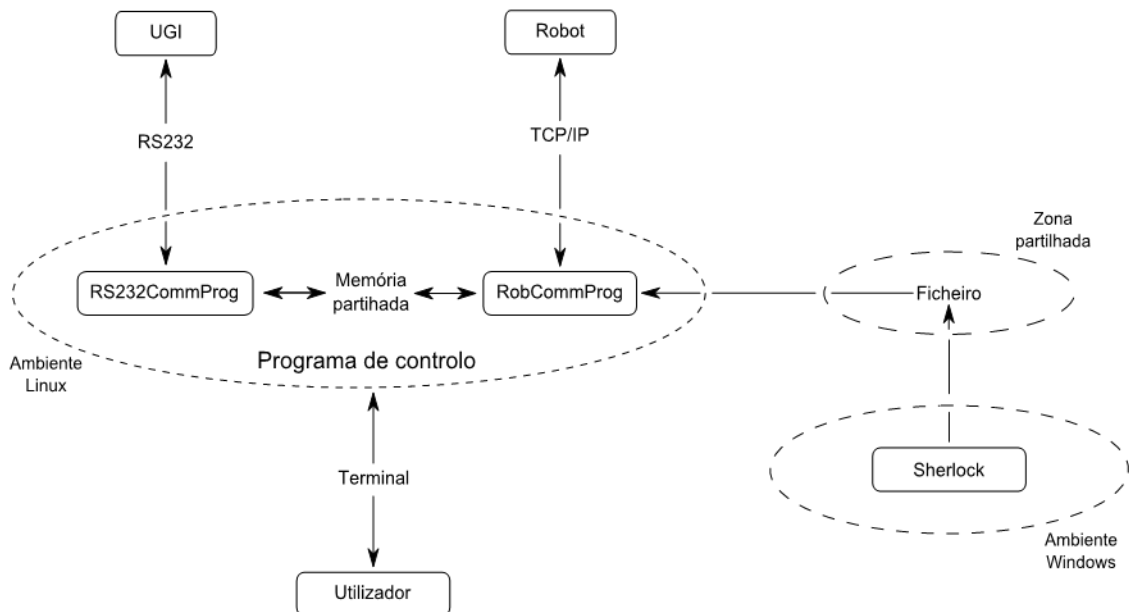 UGI
Robot
RS232
TCP/IP
Zona
partilhada
RS232CommProg
Memória
partihada
RobCommProg
Ficheiro
Ambiente
Linux
Programa de controlo
Sherlock
Terminal
Ambiente
Windows
Utilizador